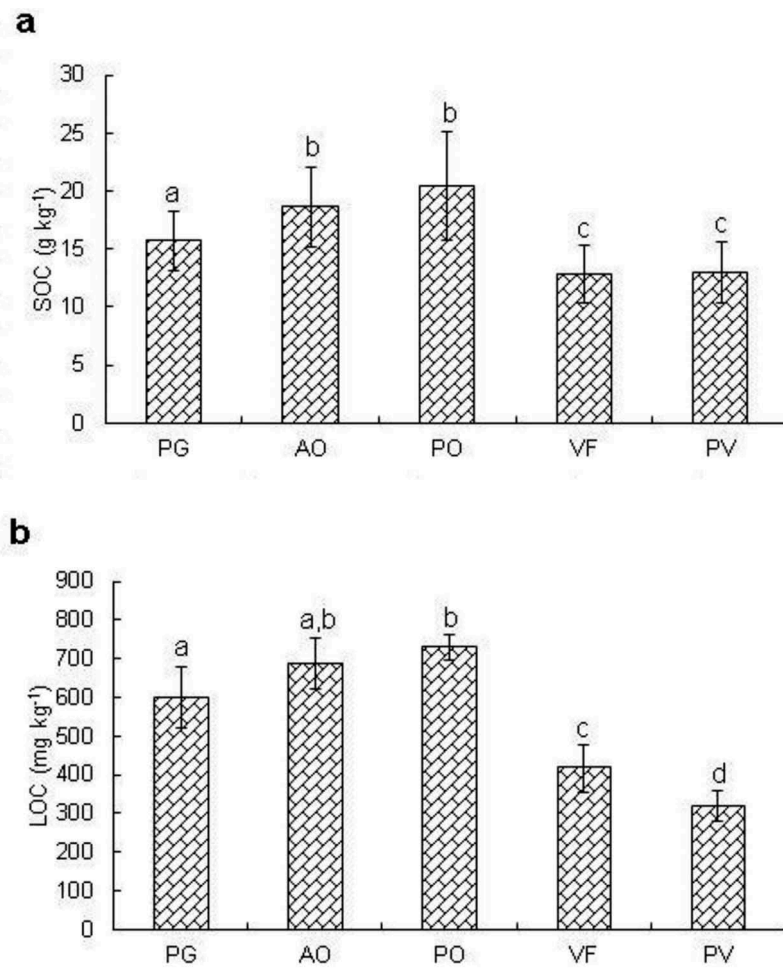 a
SOC (g kg-1)
30
25
20
15
10
5
0
a
b
b
c
c
PG AO PO VF PV
b
LOC (mg kg-1)
900
800
700
600
500
400
300
200
100
0
a
a,b
b
c
d
PG AO PO VF PV